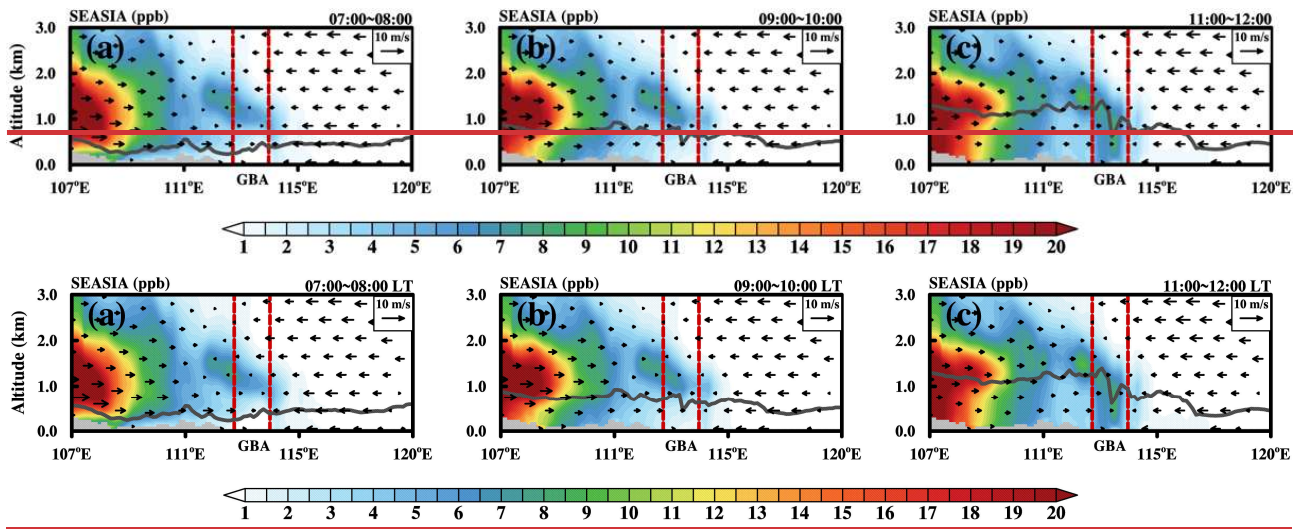 SEASIA (ppb) 07:00~08:00 SEASIA (ppb) 09:00~10:00 SEASIA (ppb) 11:00~12:00
3.0 (a) 10 m/s (b) 10 m/s (c) 10 m/s
2.0
1.0
0.0
Altitude (km)
3.0
2.0
1.0
0.0
3.0
2.0
1.0
0.0
107°E 111°E GBA 115°E 120°E 107°E 111°E GBA 115°E 120°E 107°E 111°E GBA 115°E 120°E
1 2 3 4 5 6 7 8 9 10 11 12 13 14 15 16 17 18 19 20
SEASIA (ppb) 07:00~08:00 LT SEASIA (ppb) 09:00~10:00 LT SEASIA (ppb) 11:00~12:00 LT
3.0 (a) 10 m/s (b) 10 m/s (c) 10 m/s
2.0
1.0
0.0
Altitude (km)
3.0
2.0
1.0
0.0
3.0
2.0
1.0
0.0
107°E 111°E GBA 115°E 120°E 107°E 111°E GBA 115°E 120°E 107°E 111°E GBA 115°E 120°E
1 2 3 4 5 6 7 8 9 10 11 12 13 14 15 16 17 18 19 20